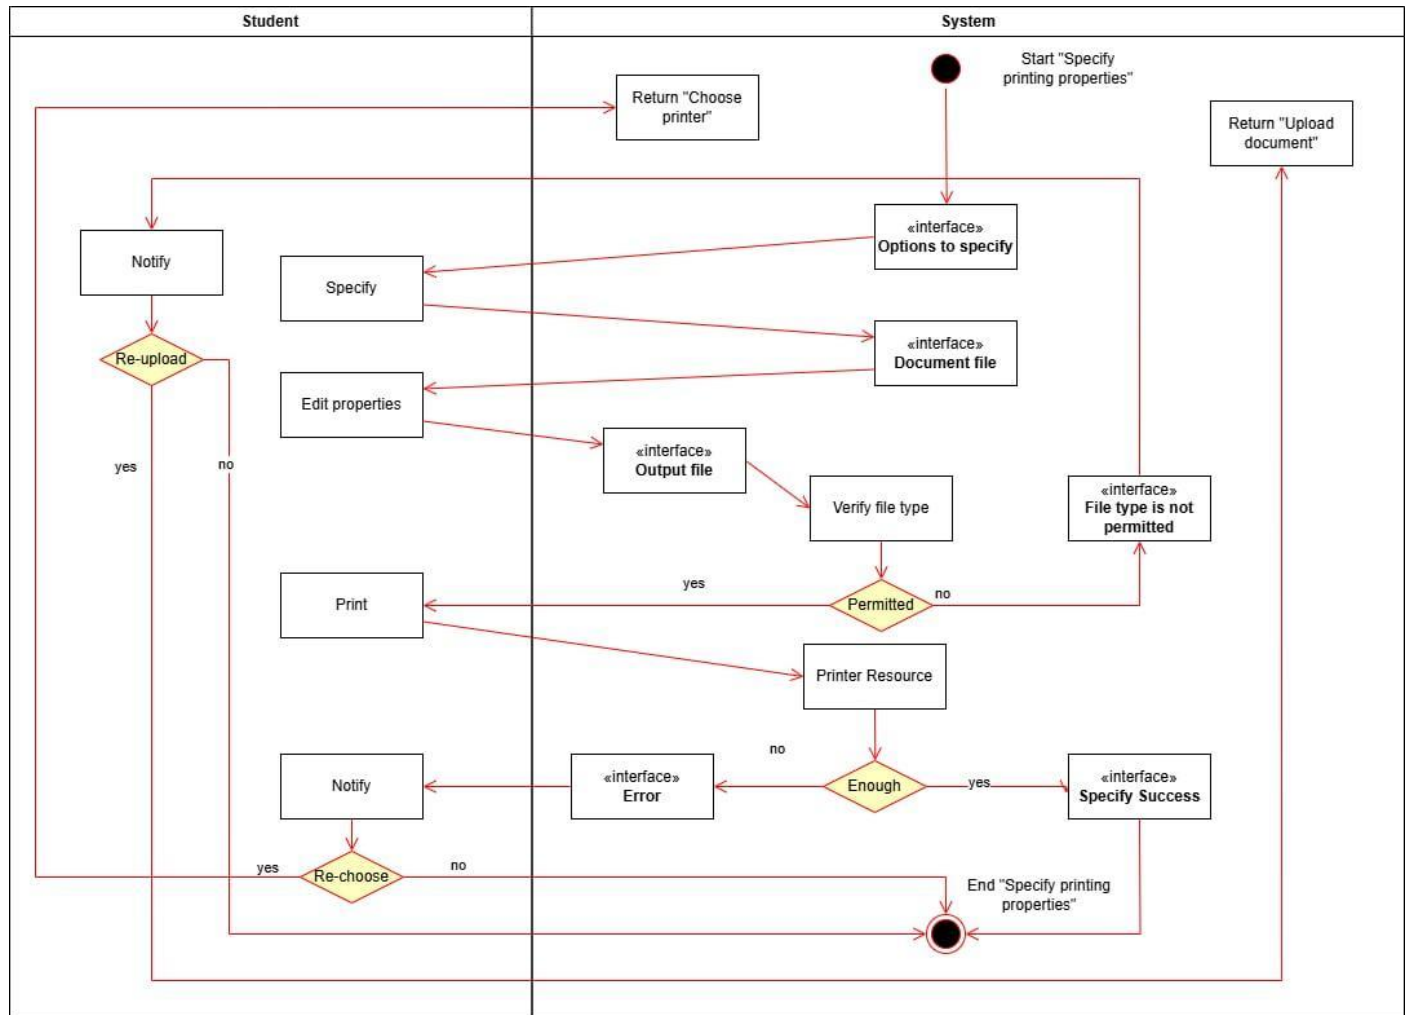 Student
System
Start "Specify
printing properties"
Return "Choose
printer"
Return "Upload
document"
«interface»
Options to specify
Notify
Specify
«interface»
Document file
Re-upload
Edit properties
«interface»
Output file
yes
no
Verify file type
«interface»
File type is not
permitted
yes
Print
Permitted
no
Printer Resource
no
Notify
«interface»
Error
Enough
yes
«interface»
Specify Success
yes
Re-choose
no
End "Specify printing
properties"